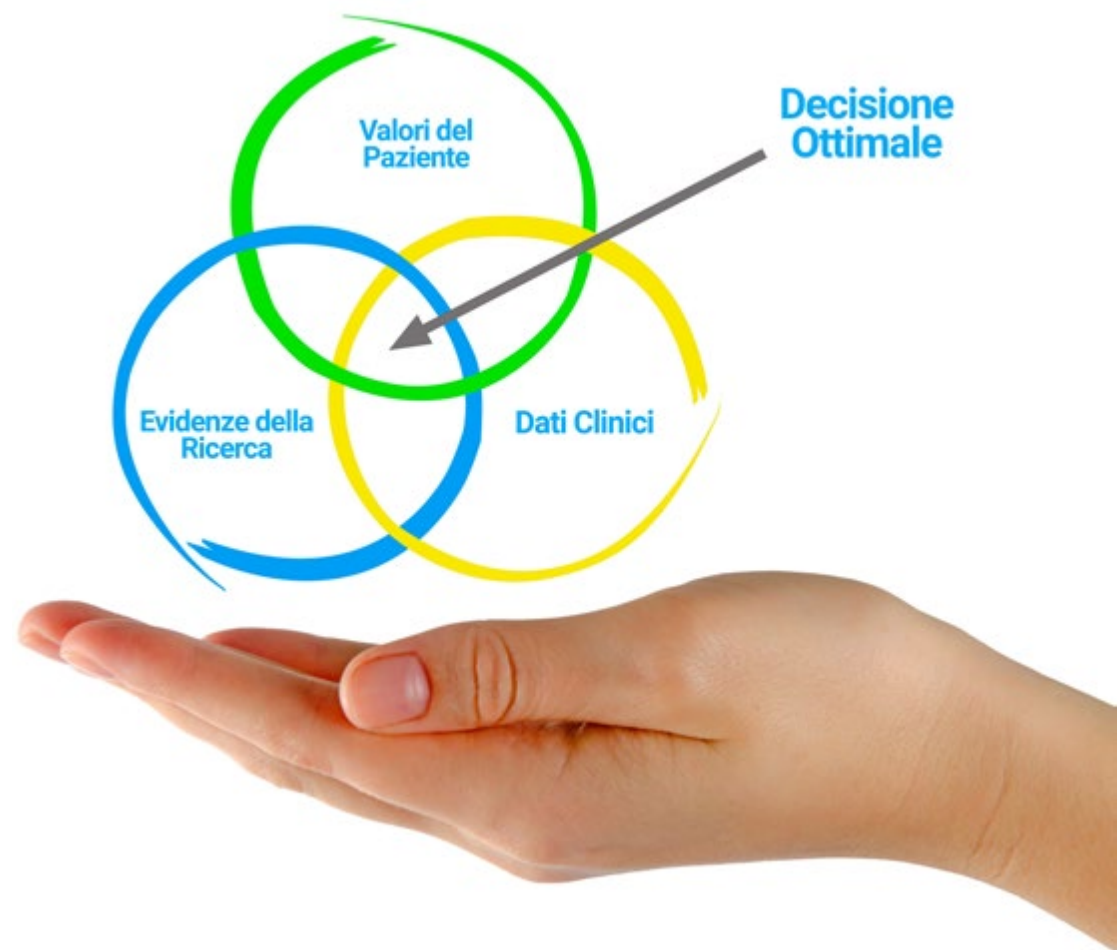 Valori del
Paziente
Decisione
Ottimale
Evidenze della
Ricerca
Dati Clinici